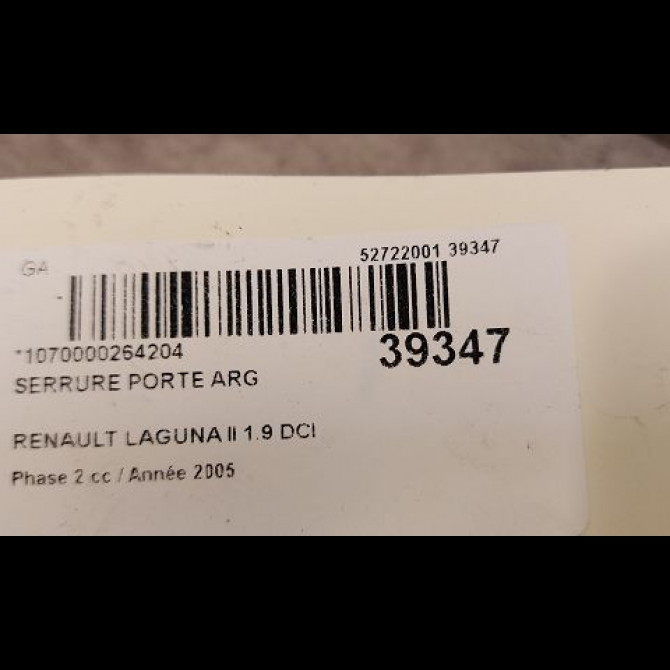 GA
52722001 39347
*1070000264204
39347
SERRURE PORTE ARG
RENAULT LAGUNA II 1.9 DCI
Phase 2 cc / Année 2005